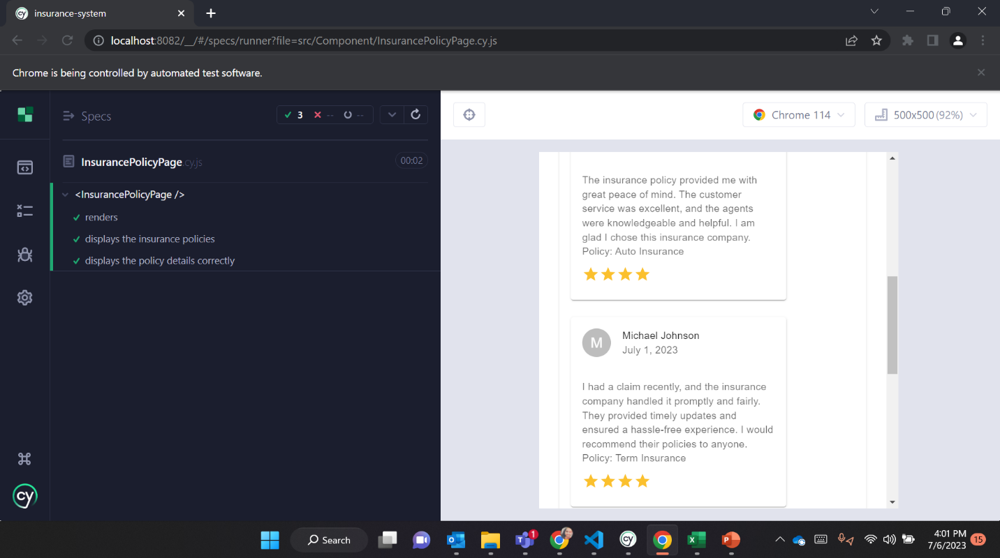 cy insurance-system
localhost:8082/__/#/specs/runner?file=src/Component/InsurancePolicyPage.cy.js
Chrome is being controlled by automated test software.
Specs
3 -- --
InsurancePolicyPage.cy.js 00:02
<InsurancePolicyPage />
renders
displays the insurance policies
displays the policy details correctly
cy
Chrome 114
500x500 (92%)
The insurance policy provided me with
great peace of mind. The customer
service was excellent, and the agents
were knowledgeable and helpful. I am
glad I chose this insurance company.
Policy: Auto Insurance
M
Michael Johnson
July 1, 2023
I had a claim recently, and the insurance
company handled it promptly and fairly.
They provided timely updates and
ensured a hassle-free experience. I would
recommend their policies to anyone.
Policy: Term Insurance
Search
1
cy
4:01 PM
7/6/2023
15